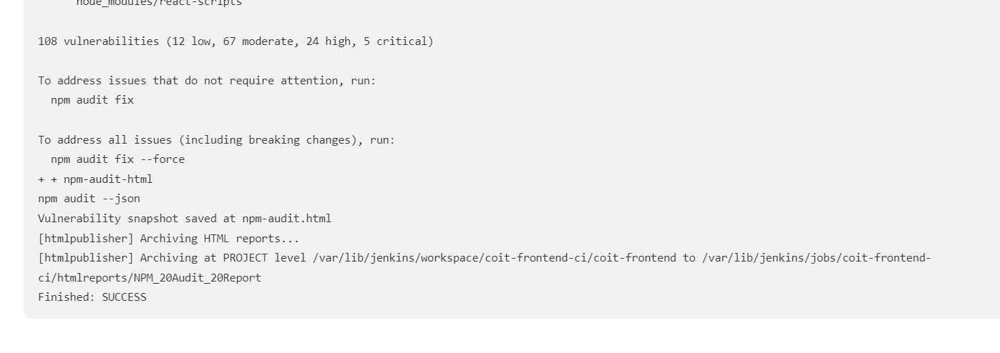 node_modules/react-scripts
108 vulnerabilities (12 low, 67 moderate, 24 high, 5 critical)
To address issues that do not require attention, run:
npm audit fix
To address all issues (including breaking changes), run:
npm audit fix --force
+ + npm-audit-html
npm audit --json
Vulnerability snapshot saved at npm-audit.html
[htmlpublisher] Archiving HTML reports...
[htmlpublisher] Archiving at PROJECT level /var/lib/jenkins/workspace/coit-frontend-ci/coit-frontend to /var/lib/jenkins/jobs/coit-frontend-
ci/htmlreports/NPM_20Audit_20Report
Finished: SUCCESS